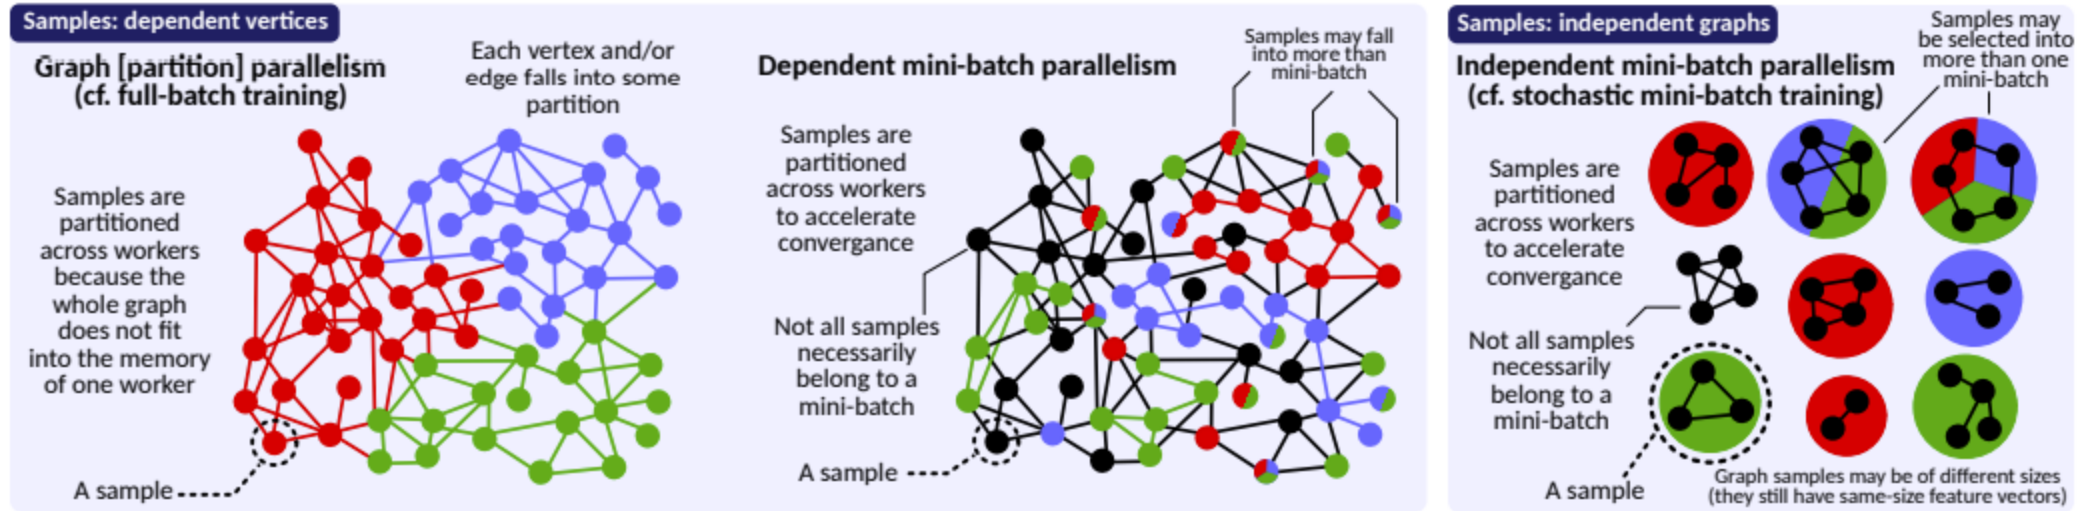 Samples: dependent vertices
Graph [partition] parallelism
(cf. full-batch training)
Each vertex and/or
edge falls into some
partition
Samples are
partitioned
across workers
because the
whole graph
does not fit
into the memory
of one worker
A sample
Dependent mini-batch parallelism
Samples may fall
into more than
mini-batch
Samples are
partitioned
across workers
to accelerate
convergance
Not all samples
necessarily
belong to a
mini-batch
A sample
Samples: independent graphs
Independent mini-batch parallelism
(cf. stochastic mini-batch training)
Samples may
be selected into
more than one
mini-batch
Samples are
partitioned
across workers
to accelerate
convergance
Not all samples
necessarily
belong to a
mini-batch
A sample
Graph samples may be of different sizes
(they still have same-size feature vectors)